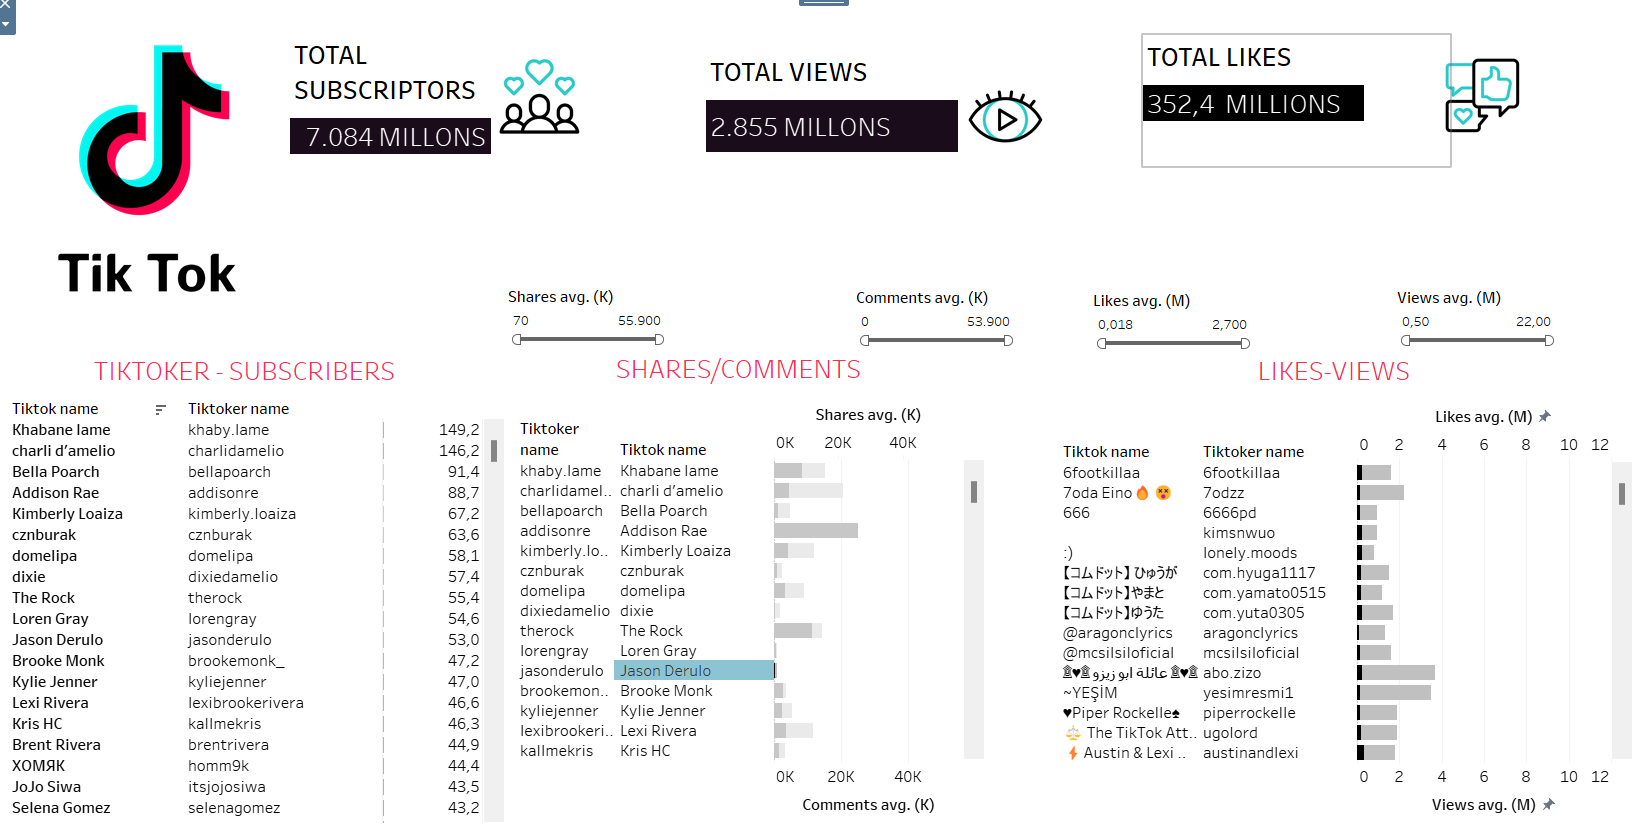 TOTAL
SUBSCRIPTORS
7.084 MILLONS
TOTAL VIEWS
2.855 MILLONS
TOTAL LIKES
352,4 MILLIONS
Tik Tok
Shares avg. (K)
70 55.900
Comments avg. (K)
0 53.900
Likes avg. (M)
0,018 2,700
Views avg. (M)
0,50 22,00
TIKTOKER - SUBSCRIBERS
Tiktok name Tiktoker name
Khabane lame khaby.lame 149,2
charli d’amelio charlidamelio 146,2
Bella Poarch bellapoarch 91,4
Addison Rae addisonre 88,7
Kimberly Loaiza kimberly.loaiza 67,2
cznburak cznburak 63,6
domelipa domelipa 58,1
dixie dixiedamelio 57,4
The Rock therock 55,4
Loren Gray lorengray 54,6
Jason Derulo jasonderulo 53,0
Brooke Monk brookemonk_ 47,2
Kylie Jenner kyliejenner 47,0
Lexi Rivera lexibrookerivera 46,6
Kris HC kallmekris 46,3
Brent Rivera brentrivera 44,9
ХОМЯК homm9k 44,4
JoJo Siwa itsjojosiwa 43,5
Selena Gomez selenagomez 43,2
SHARES/COMMENTS
Shares avg. (K)
Tiktoker
name Tiktok name
0K 20K 40K
khaby.lame Khabane lame
charlidamel.. charli d’amelio
bellapoarch Bella Poarch
addisonre Addison Rae
kimberly.lo.. Kimberly Loaiza
cznburak cznburak
domelipa domelipa
dixiedamelio dixie
therock The Rock
lorengray Loren Gray
jasonderulo Jason Derulo
brookemon.. Brooke Monk
kyliejenner Kylie Jenner
lexibrookeri.. Lexi Rivera
kallmekris Kris HC
0K 20K 40K
Comments avg. (K)
LIKES-VIEWS
Likes avg. (M)
0 2 4 6 8 10 12
Tiktok name Tiktoker name
6footkillaa 6footkillaa
7oda Eino🔥😵 7odzz
666 6666pd
kimsnwuo
:) lonely.moods
【コムドット】ひゅうが com.hyuga1117
【コムドット】やまと com.yamato0515
【コムドット】ゆうた com.yuta0305
@aragonclyrics aragonclyrics
@mcsilsiloficial mcsilsiloficial
۩♥۩ عائلة ابو زيزو ۩♥۩ abo.zizo
~YEŞİM yesimresmi1
♥Piper Rockelle♠ piperrockelle
⚖️ The TikTok Att.. ugolord
⚡Austin & Lexi .. austinandlexi
0 2 4 6 8 10 12
Views avg. (M)